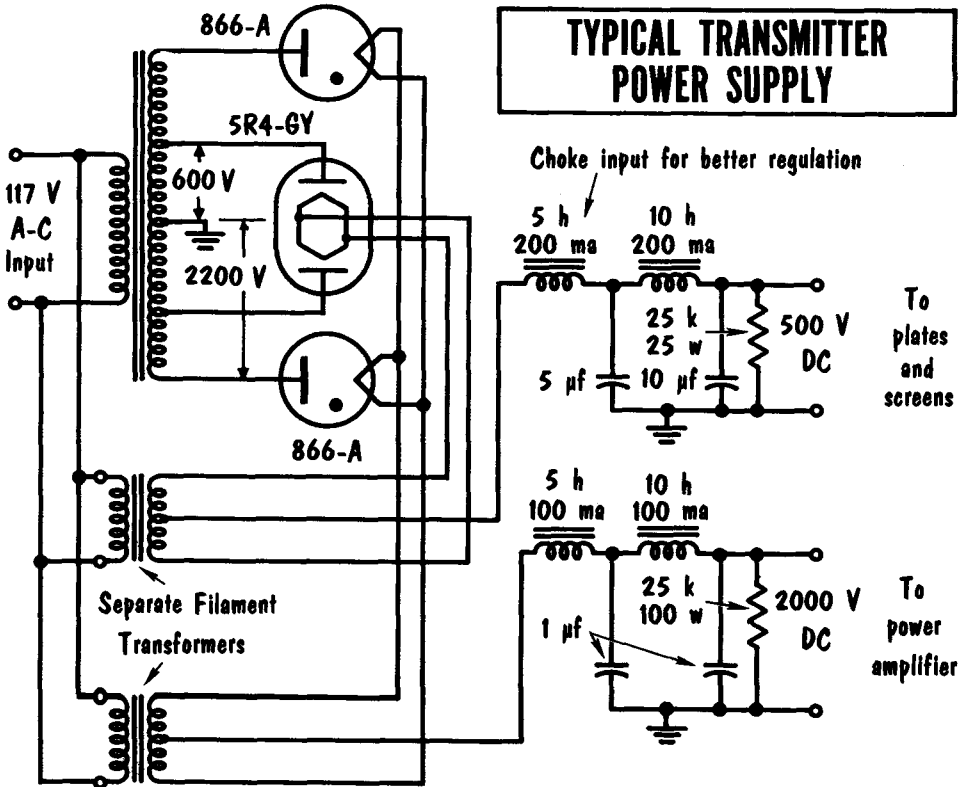 866-A
TYPICAL TRANSMITTER
POWER SUPPLY
5R4-GY
117 V
A-C
Input
600 V
2200 V
866-A
Choke input for better regulation
5 h
200 ma
10 h
200 ma
25 k
25 w
500 V
DC
5 µf
10 µf
To
plates
and
screens
5 h
100 ma
10 h
100 ma
25 k
100 w
2000 V
DC
1 µf
To
power
amplifier
Separate Filament
Transformers